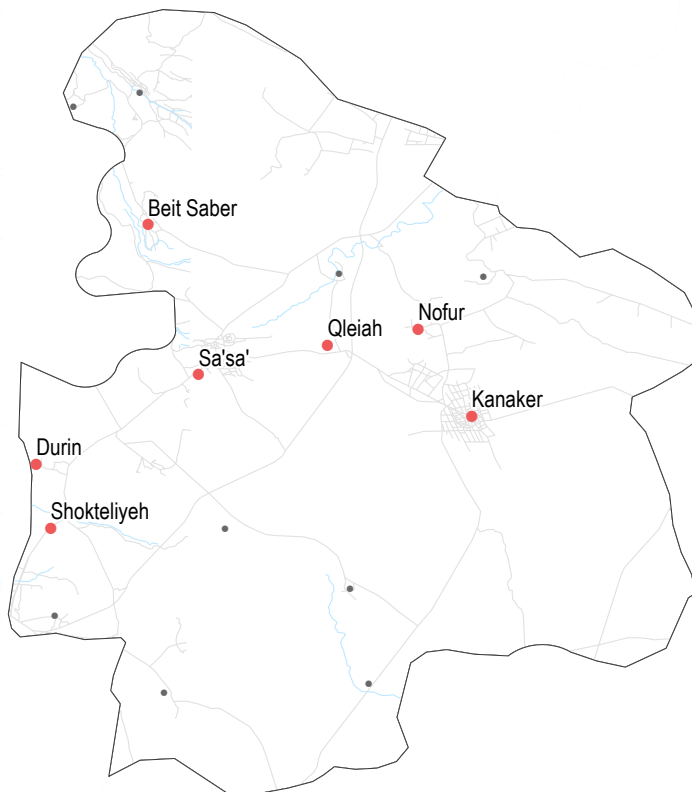 Beit Saber
Nofur
Qleiah
Sa'sa'
Kanaker
Durin
Shokteliyeh